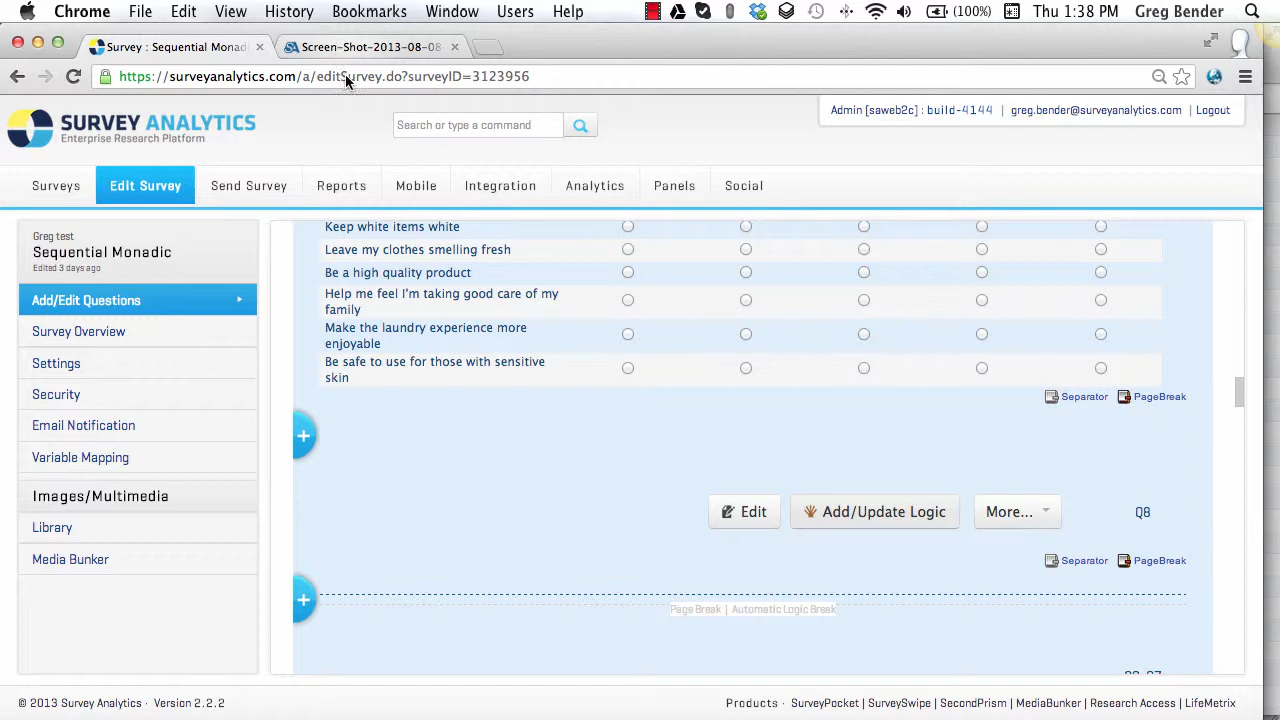 Chrome File Edit View History Bookmarks Window Users Help (100%) Thu 1:38 PM Greg Bender
Survey : Sequential Monadi Screen-Shot-2013-08-08
https://surveyanalytics.com/a/editSurvey.do?surveyID=3123956
Admin [saweb2c] : build-4144 | greg.bender@surveyanalytics.com | Logout
SURVEY ANALYTICS
Enterprise Research Platform
Search or type a command
Surveys Edit Survey Send Survey Reports Mobile Integration Analytics Panels Social
Greg test
Sequential Monadic
Edited 3 days ago
Add/Edit Questions
Survey Overview
Settings
Security
Email Notification
Variable Mapping
Images/Multimedia
Library
Media Bunker
Keep white items white
Leave my clothes smelling fresh
Be a high quality product
Help me feel I'm taking good care of my
family
Make the laundry experience more
enjoyable
Be safe to use for those with sensitive
skin
Separator PageBreak
Edit Add/Update Logic More... Q8
Separator PageBreak
Page Break | Automatic Logic Break
© 2013 Survey Analytics - Version 2.2.2
Products - SurveyPocket | SurveySwipe | SecondPrism | MediaBunker | Research Access | LifeMetrix